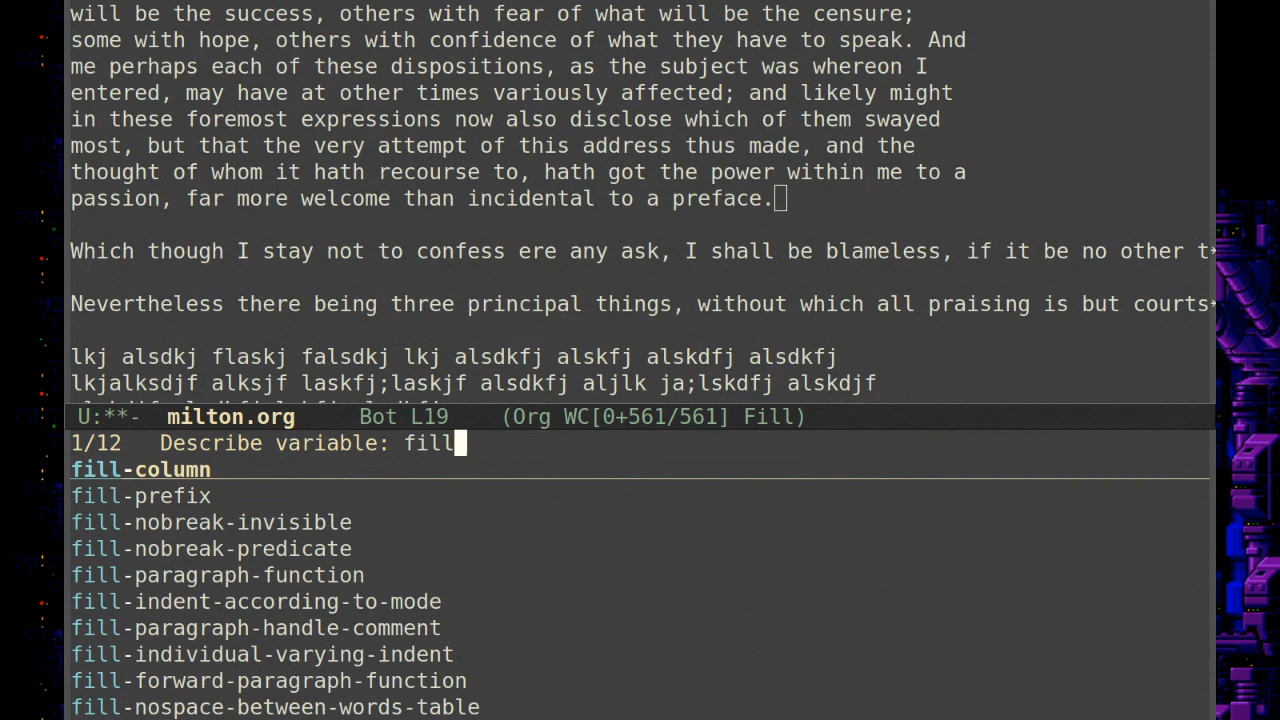 will be the success, others with fear of what will be the censure;
some with hope, others with confidence of what they have to speak. And
me perhaps each of these dispositions, as the subject was whereon I
entered, may have at other times variously affected; and likely might
in these foremost expressions now also disclose which of them swayed
most, but that the very attempt of this address thus made, and the
thought of whom it hath recourse to, hath got the power within me to a
passion, far more welcome than incidental to a preface.
Which though I stay not to confess ere any ask, I shall be blameless, if it be no other t
Nevertheless there being three principal things, without which all praising is but courts
lkj alsdkj flaskj falsdkj lkj alsdkfj alskfj alskdfj alsdkfj
lkjalksdjf alksjf laskfj;laskjf alsdkfj aljlk ja;lskdfj alskdjf
U:**- milton.org Bot L19 (Org WC[0+561/561] Fill)
1/12 Describe variable: fill
fill-column
fill-prefix
fill-nobreak-invisible
fill-nobreak-predicate
fill-paragraph-function
fill-indent-according-to-mode
fill-paragraph-handle-comment
fill-individual-varying-indent
fill-forward-paragraph-function
fill-nospace-between-words-table